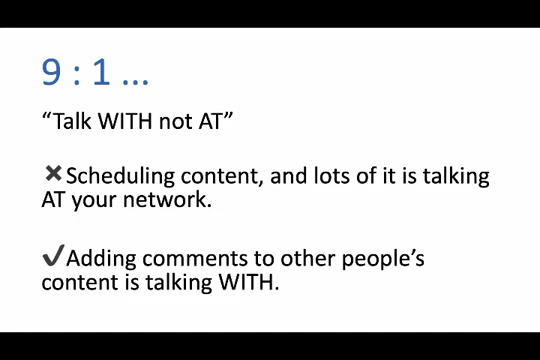 9 : 1 ...
“Talk WITH not AT”
✖Scheduling content, and lots of it is talking
AT your network.
✔Adding comments to other people’s
content is talking WITH.